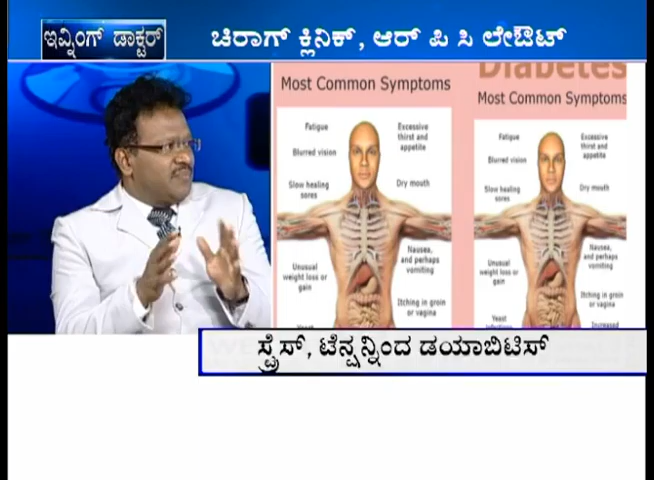 ಇವ್ನಿಂಗ್ ಡಾಕ್ಟರ್
ಚಿರಾಗ್ ಕ್ಲಿನಿಕ್, ಆರ್ ಪಿ ಸಿ ಲೇಔಟ್
Most Common Symptoms
Fatigue
Excessive
thirst and
appetite
Blurred vision
Slow healing
sores
Dry mouth
Nausea,
and perhaps
vomiting
Unusual
weight loss or
gain
Itching in groin
or vagina
Yeast
Diabetes
Most Common Symptoms
Fatigue
Excessive
thirst and
appetite
Blurred vision
Slow healing
sores
Dry mouth
Nausea,
and perhaps
vomiting
Unusual
weight loss or
gain
Itching in groin
or vagina
Yeast
Increased
ಸ್ಟ್ರೆಸ್, ಟೆನ್ಷನ್ನಿಂದ ಡಯಾಬಿಟಿಸ್